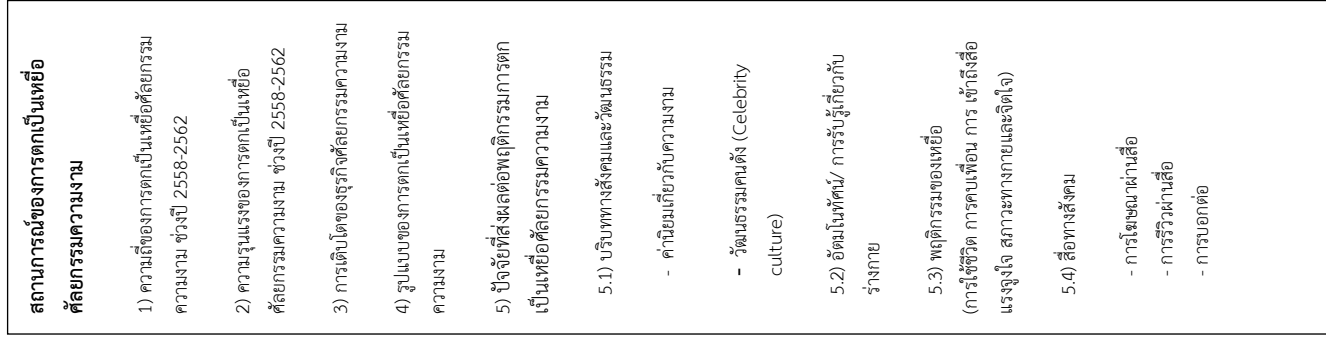 สถานการณ์ของการตกเป็นเหยื่อ
ศัลยกรรมความงาม
1) ความถี่ของการตกเป็นเหยื่อศัลยกรรม
ความงาม ช่วงปี 2558-2562
2) ความรุนแรงของการตกเป็นเหยื่อ
ศัลยกรรมความงาม ช่วงปี 2558-2562
3) การเติบโตของธุรกิจศัลยกรรมความงาม
4) รูปแบบของการตกเป็นเหยื่อศัลยกรรม
ความงาม
5) ปัจจัยที่ส่งผลต่อพฤติกรรมการตก
เป็นเหยื่อศัลยกรรมความงาม
5.1) บริบททางสังคมและวัฒนธรรม
- ค่านิยมเกี่ยวกับความงาม
- วัฒนธรรมคนดัง (Celebrity
culture)
5.2) อัตมโนทัศน์/ การรับรู้เกี่ยวกับ
ร่างกาย
5.3) พฤติกรรมของเหยื่อ
(การใช้ชีวิต การคบเพื่อน การ เข้าถึงสื่อ
แรงจูงใจ สภาวะทางกายและจิตใจ)
5.4) สื่อทางสังคม
- การโฆษณาผ่านสื่อ
- การรีวิวผ่านสื่อ
- การบอกต่อ